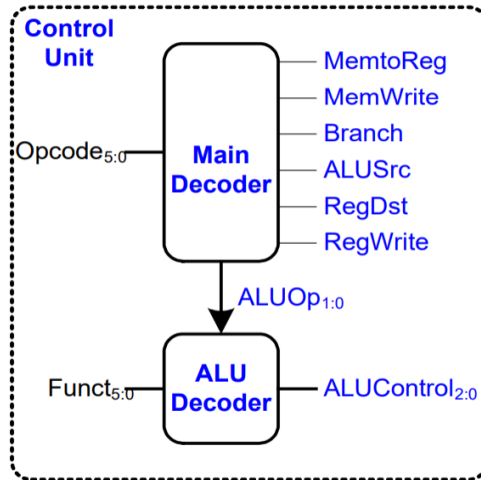 Control
Unit
MemtoReg
MemWrite
Branch
Opcode5:0
Main
Decoder
ALUSrc
RegDst
RegWrite
ALUOp1:0
Funct5:0
ALU
Decoder
ALUControl2:0